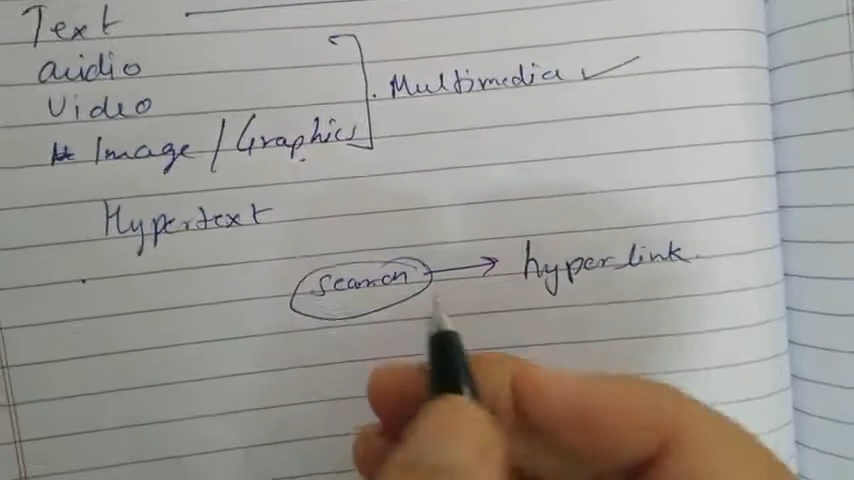 Text
audio
Video
Image / Graphics
Multimedia
Hypertext
search → hyperlink